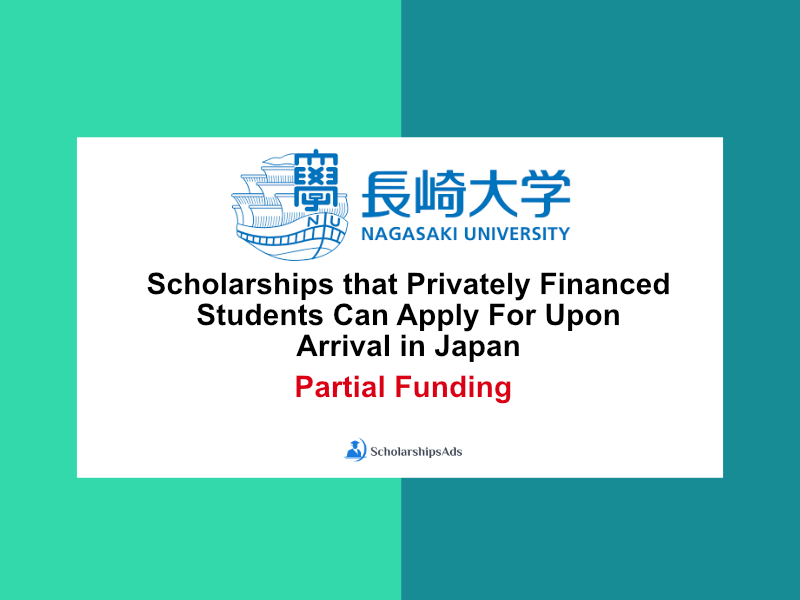 學
NU
長崎大学
NAGASAKI UNIVERSITY
Scholarships that Privately Financed
Students Can Apply For Upon
Arrival in Japan
Partial Funding
ScholarshipsAds